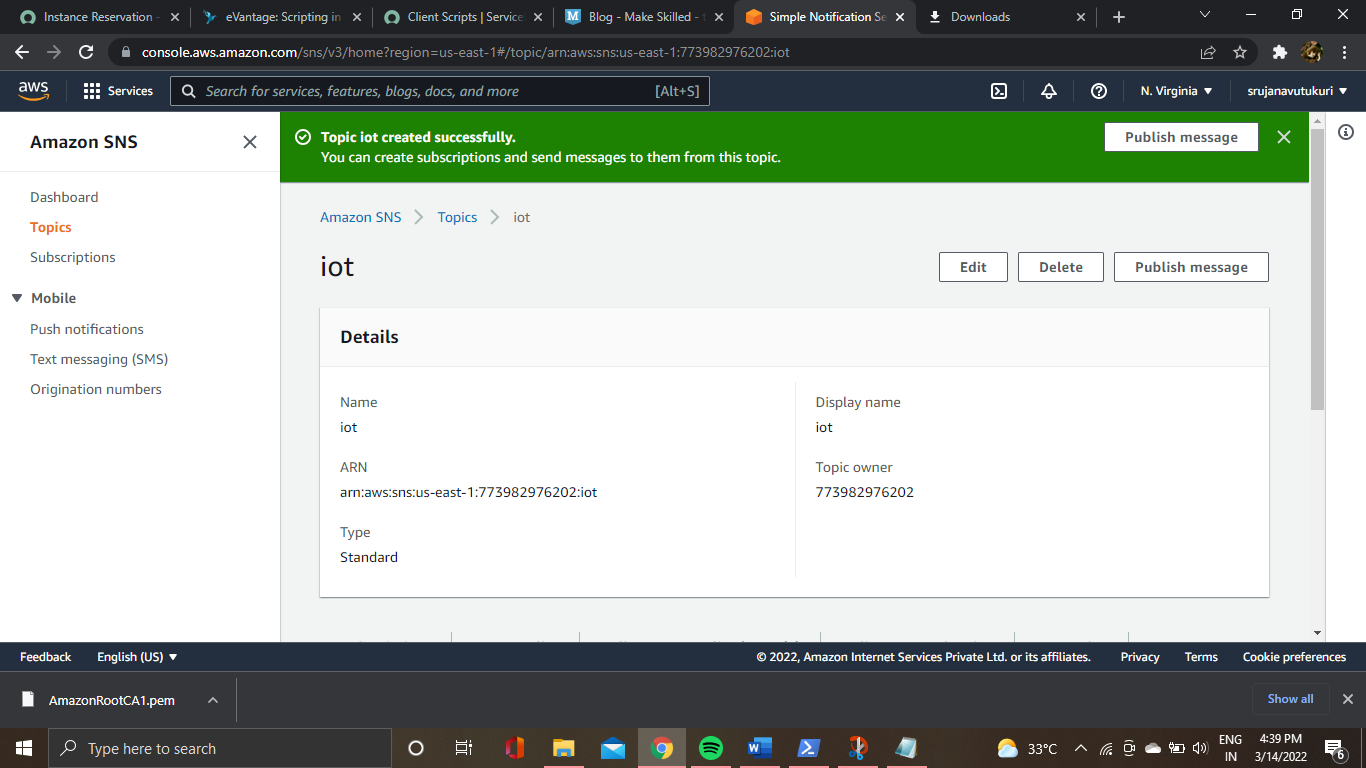 Instance Reservation -
eVantage: Scripting in
Client Scripts | Service
Blog - Make Skilled - t
Simple Notification Se
Downloads
console.aws.amazon.com/sns/v3/home?region=us-east-1#/topic/arn:aws:sns:us-east-1:773982976202:iot
aws
Services
Search for services, features, blogs, docs, and more
[Alt+S]
N. Virginia
srujanavutukuri
Amazon SNS
Dashboard
Topics
Subscriptions
Mobile
Push notifications
Text messaging (SMS)
Origination numbers
Topic iot created successfully.
You can create subscriptions and send messages to them from this topic.
Publish message
Amazon SNS
Topics
iot
iot
Edit
Delete
Publish message
Details
Name
iot
ARN
arn:aws:sns:us-east-1:773982976202:iot
Type
Standard
Display name
iot
Topic owner
773982976202
Feedback
English (US)
© 2022, Amazon Internet Services Private Ltd. or its affiliates.
Privacy
Terms
Cookie preferences
AmazonRootCA1.pem
Show all
Type here to search
33°C
ENG
IN
4:39 PM
3/14/2022
6